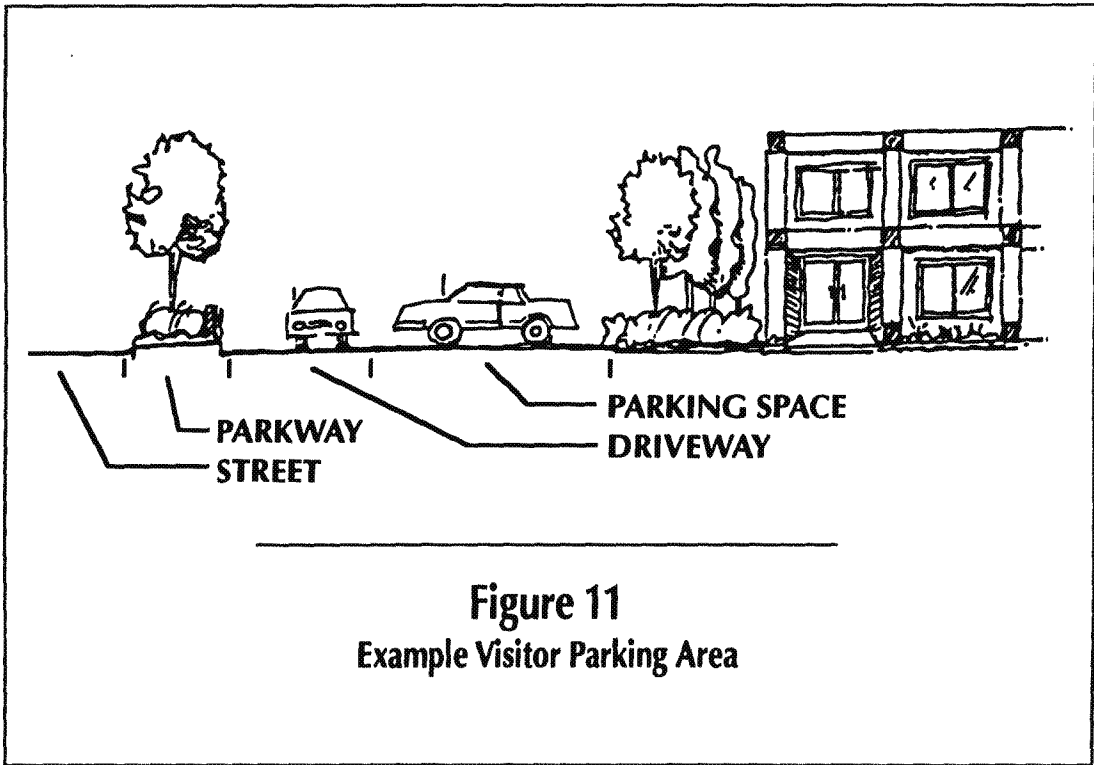 PARKING SPACE
PARKWAY
DRIVEWAY
STREET
Figure 11
Example Visitor Parking Area